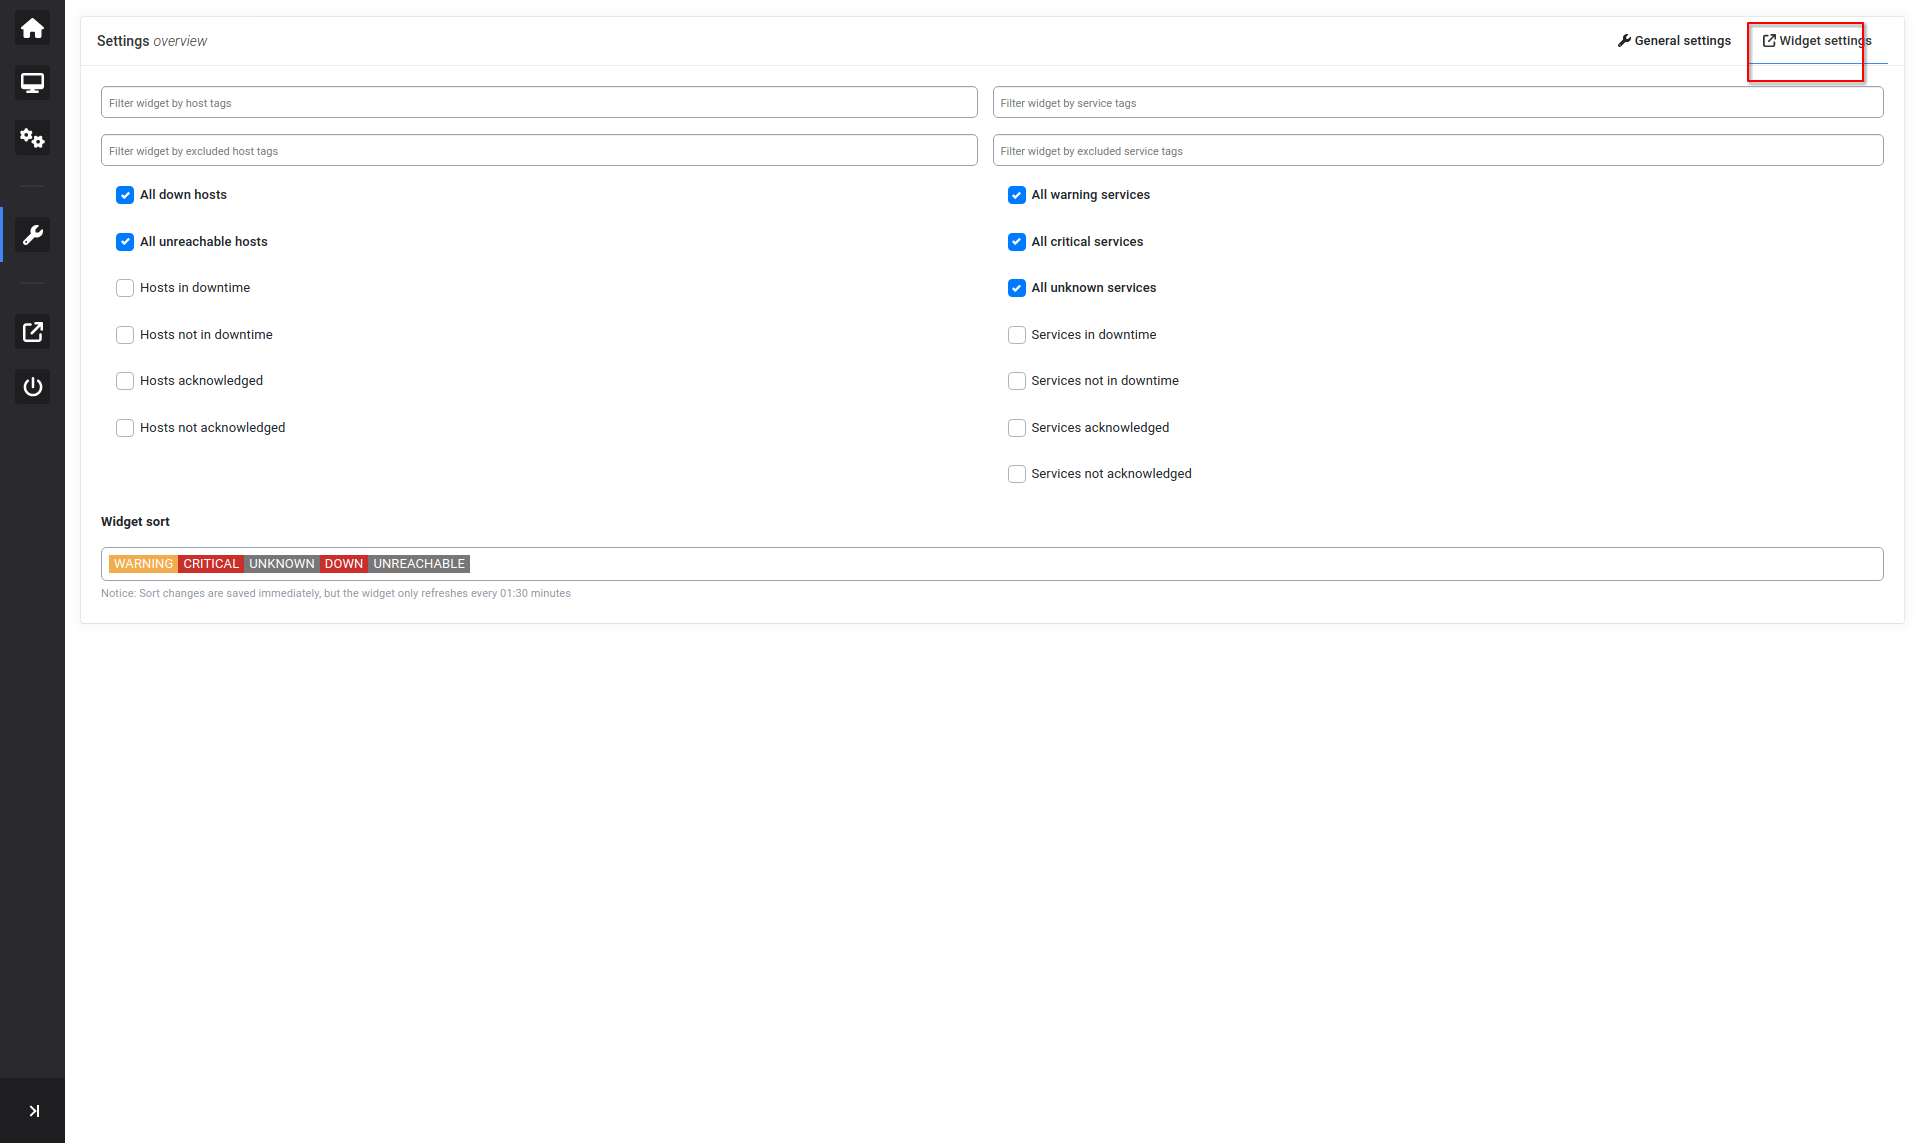 Settings overview
General settings
Widget settings
Filter widget by host tags
Filter widget by service tags
Filter widget by excluded host tags
Filter widget by excluded service tags
All down hosts
All unreachable hosts
Hosts in downtime
Hosts not in downtime
Hosts acknowledged
Hosts not acknowledged
All warning services
All critical services
All unknown services
Services in downtime
Services not in downtime
Services acknowledged
Services not acknowledged
Widget sort
WARNING CRITICAL UNKNOWN DOWN UNREACHABLE
Notice: Sort changes are saved immediately, but the widget only refreshes every 01:30 minutes